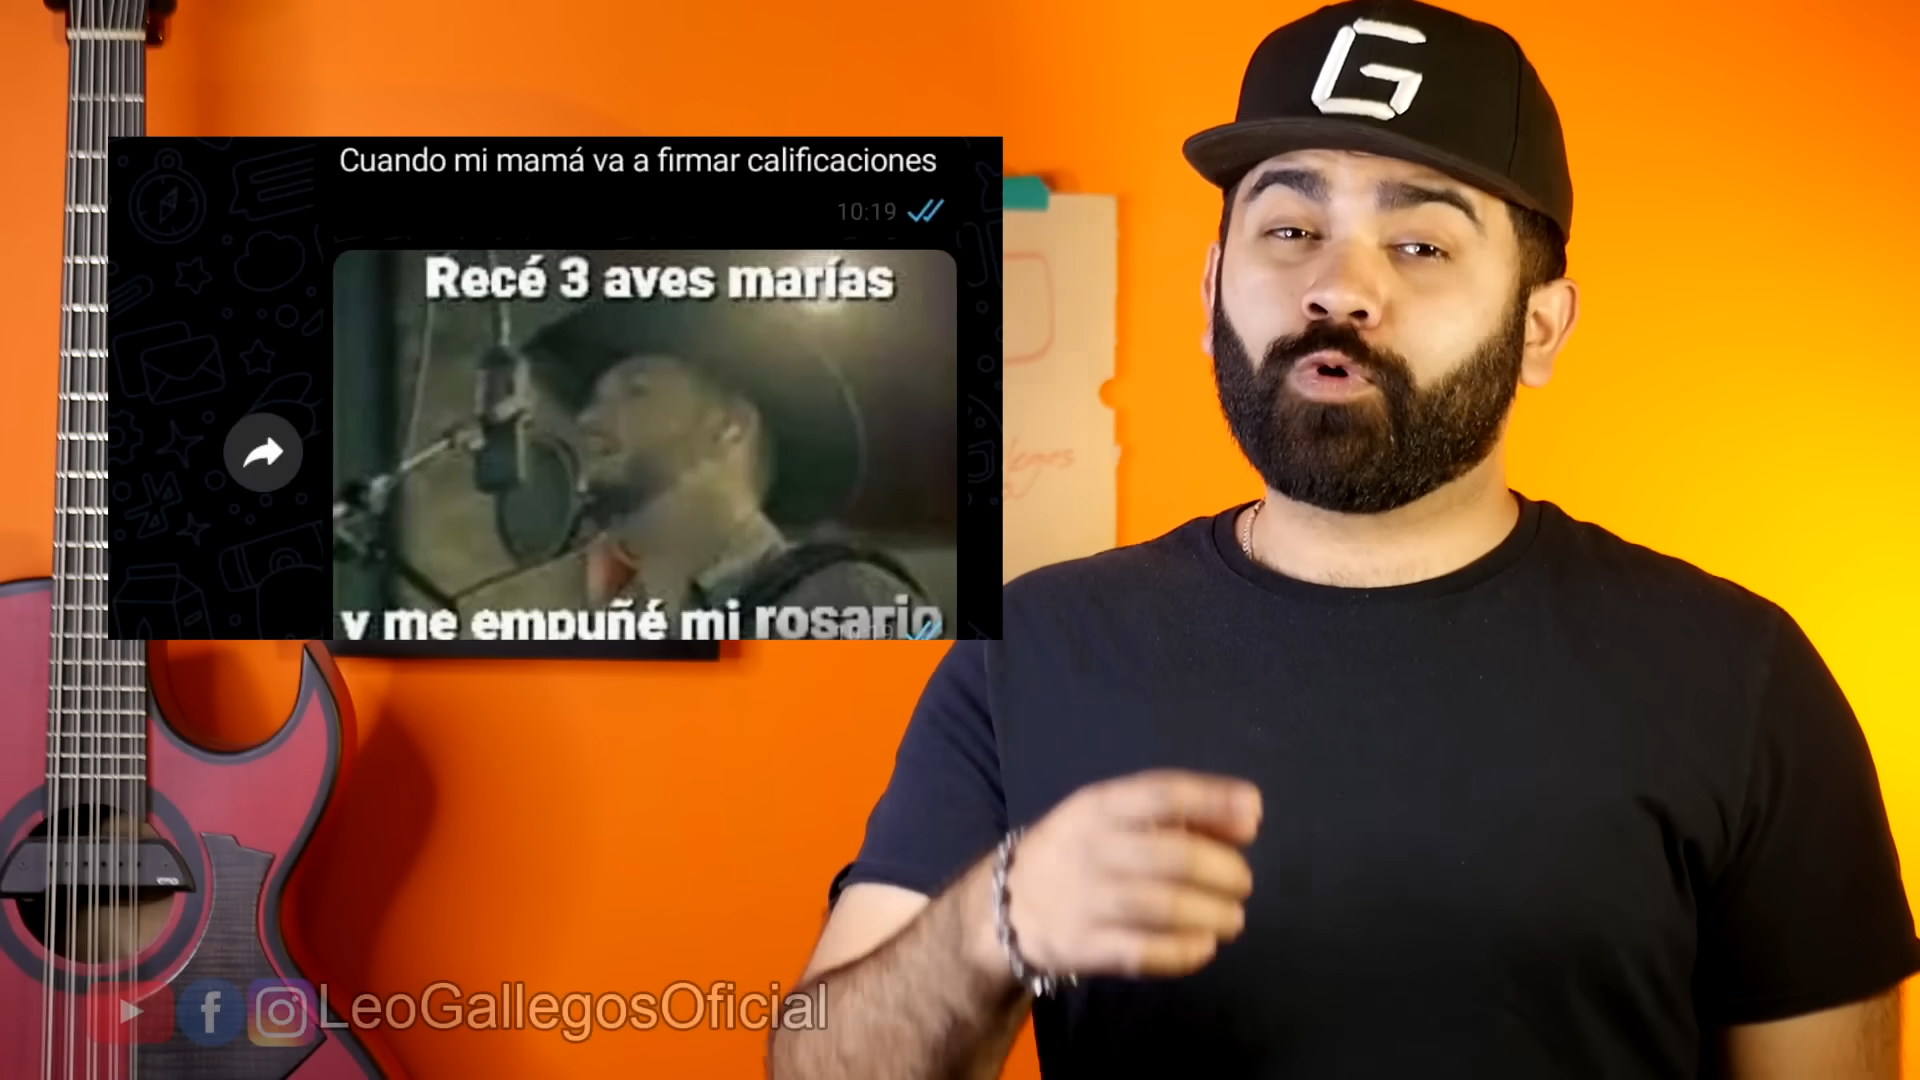 G
Cuando mi mamá va a firmar calificaciones
10:19
Recé 3 aves marías
y me empuñé mi rosario
LeoGallegosOficial